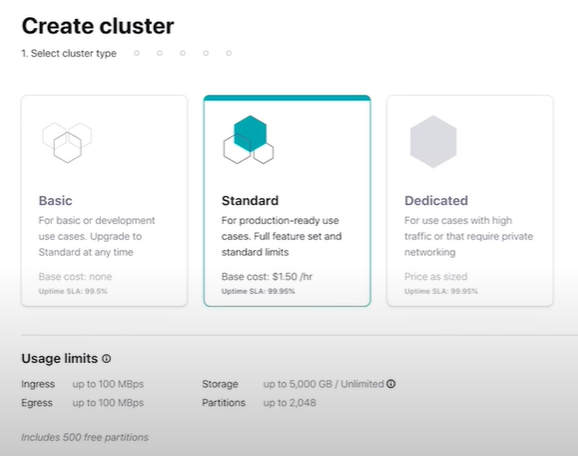 Create cluster
1. Select cluster type
Basic
For basic or development
use cases. Upgrade to
Standard at any time
Base cost: none
Uptime SLA: 99.5%
Standard
For production-ready use
cases. Full feature set and
standard limits
Base cost: $1.50 /hr
Uptime SLA: 99.95%
Dedicated
For use cases with high
traffic or that require private
networking
Price as sized
Uptime SLA: 99.95%
Usage limits
Ingress up to 100 MBps
Storage up to 5,000 GB / Unlimited
Egress up to 100 MBps
Partitions up to 2,048
Includes 500 free partitions